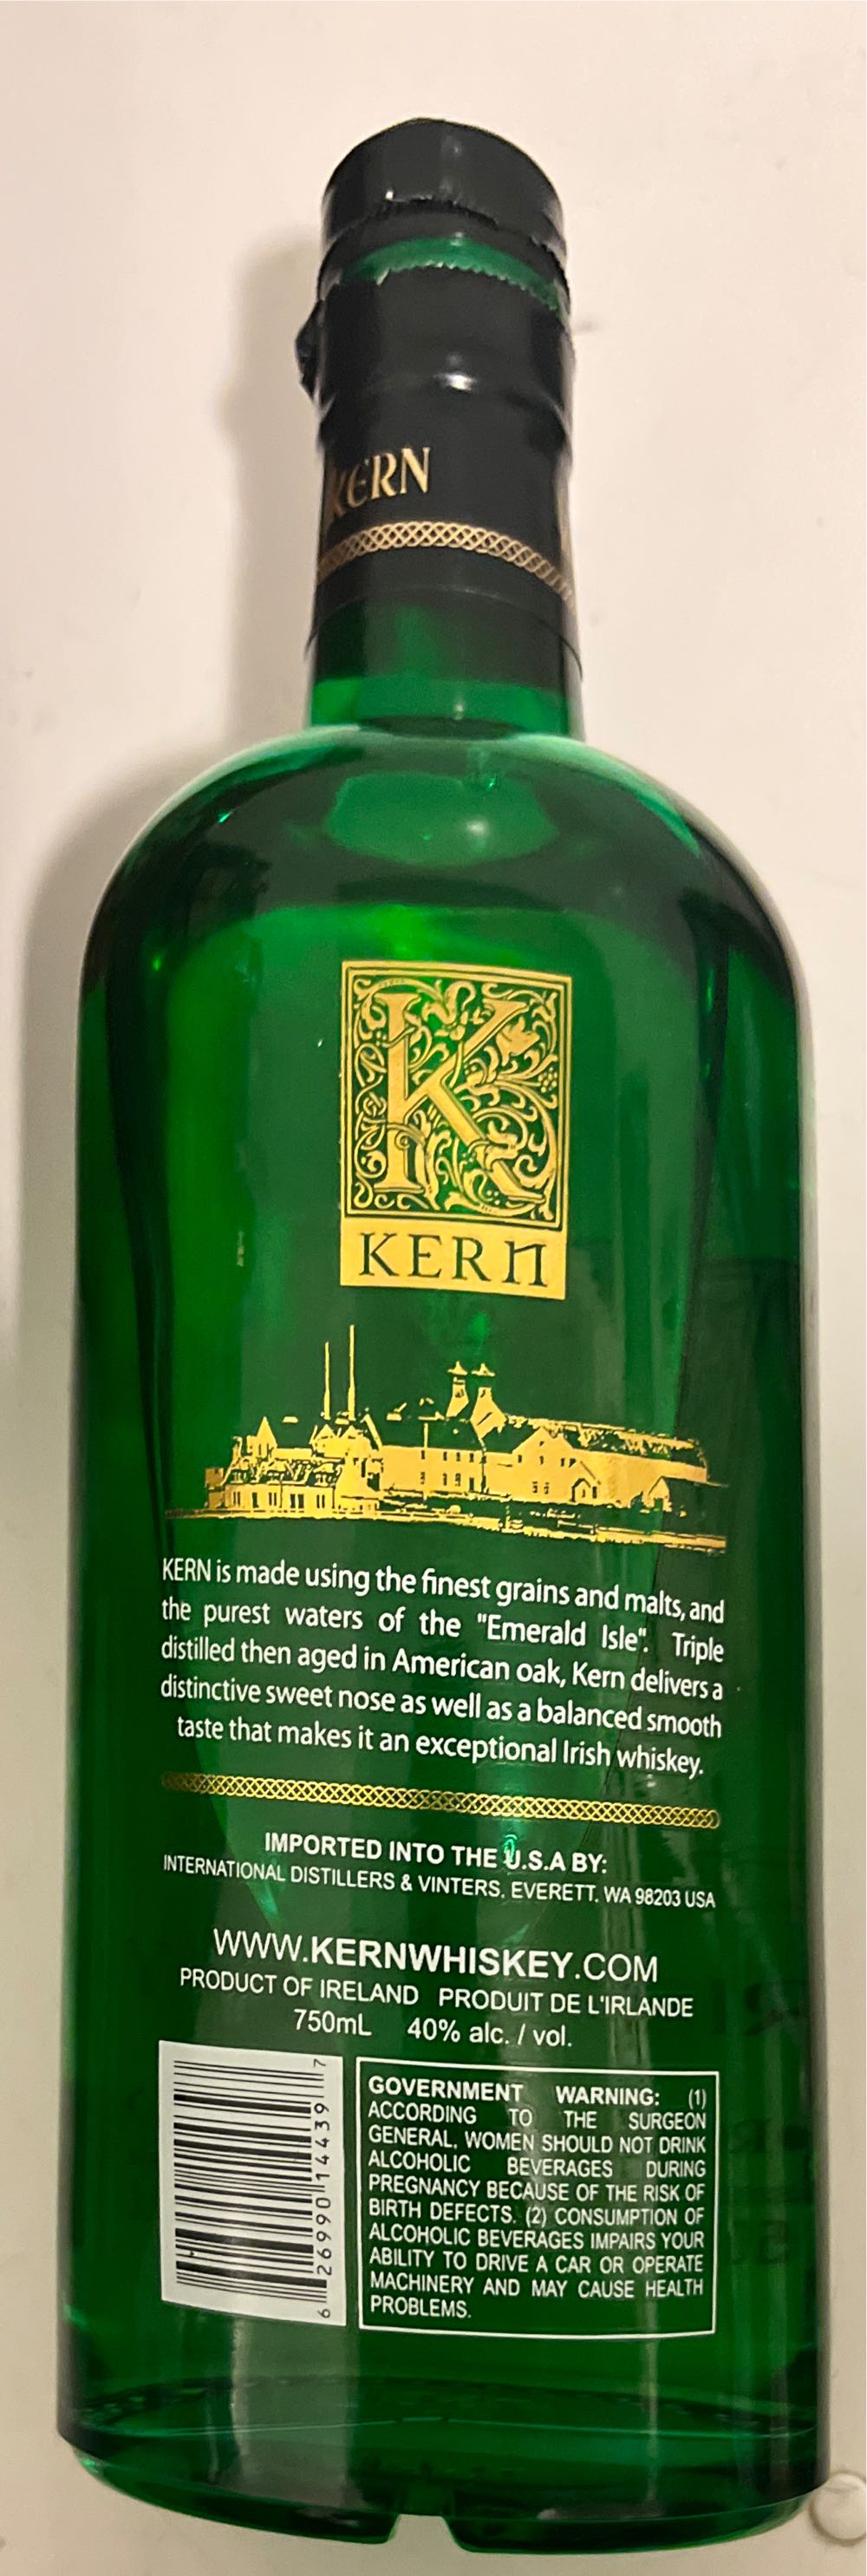 KERN
K
KERN
KERN is made using the finest grains and malts, and
the purest waters of the "Emerald Isle". Triple
distilled then aged in American oak, Kern delivers a
distinctive sweet nose as well as a balanced smooth
taste that makes it an exceptional Irish whiskey.
IMPORTED INTO THE U.S.A BY:
INTERNATIONAL DISTILLERS & VINTERS, EVERETT, WA 98203 USA
WWW.KERNWHISKEY.COM
PRODUCT OF IRELAND PRODUIT DE L'IRLANDE
750mL 40% alc. / vol.
6 26990 14439 7
GOVERNMENT WARNING: (1)
ACCORDING TO THE SURGEON
GENERAL, WOMEN SHOULD NOT DRINK
ALCOHOLIC BEVERAGES DURING
PREGNANCY BECAUSE OF THE RISK OF
BIRTH DEFECTS. (2) CONSUMPTION OF
ALCOHOLIC BEVERAGES IMPAIRS YOUR
ABILITY TO DRIVE A CAR OR OPERATE
MACHINERY AND MAY CAUSE HEALTH
PROBLEMS.